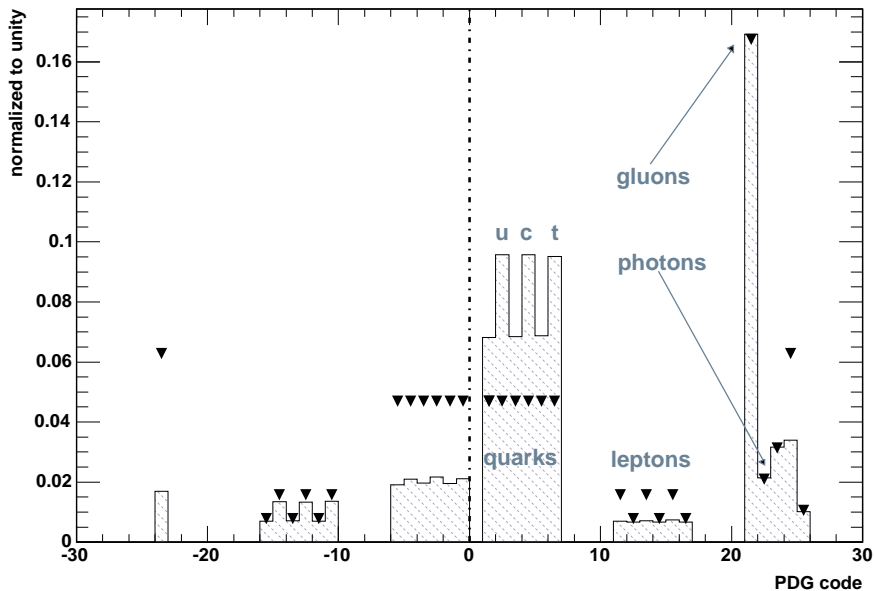 normalized to unity
0.16
0.14
0.12
0.1
0.08
0.06
0.04
0.02
0
gluons
u c t
photons
quarks
leptons
-30 -20 -10 0 10 20 30
PDG code